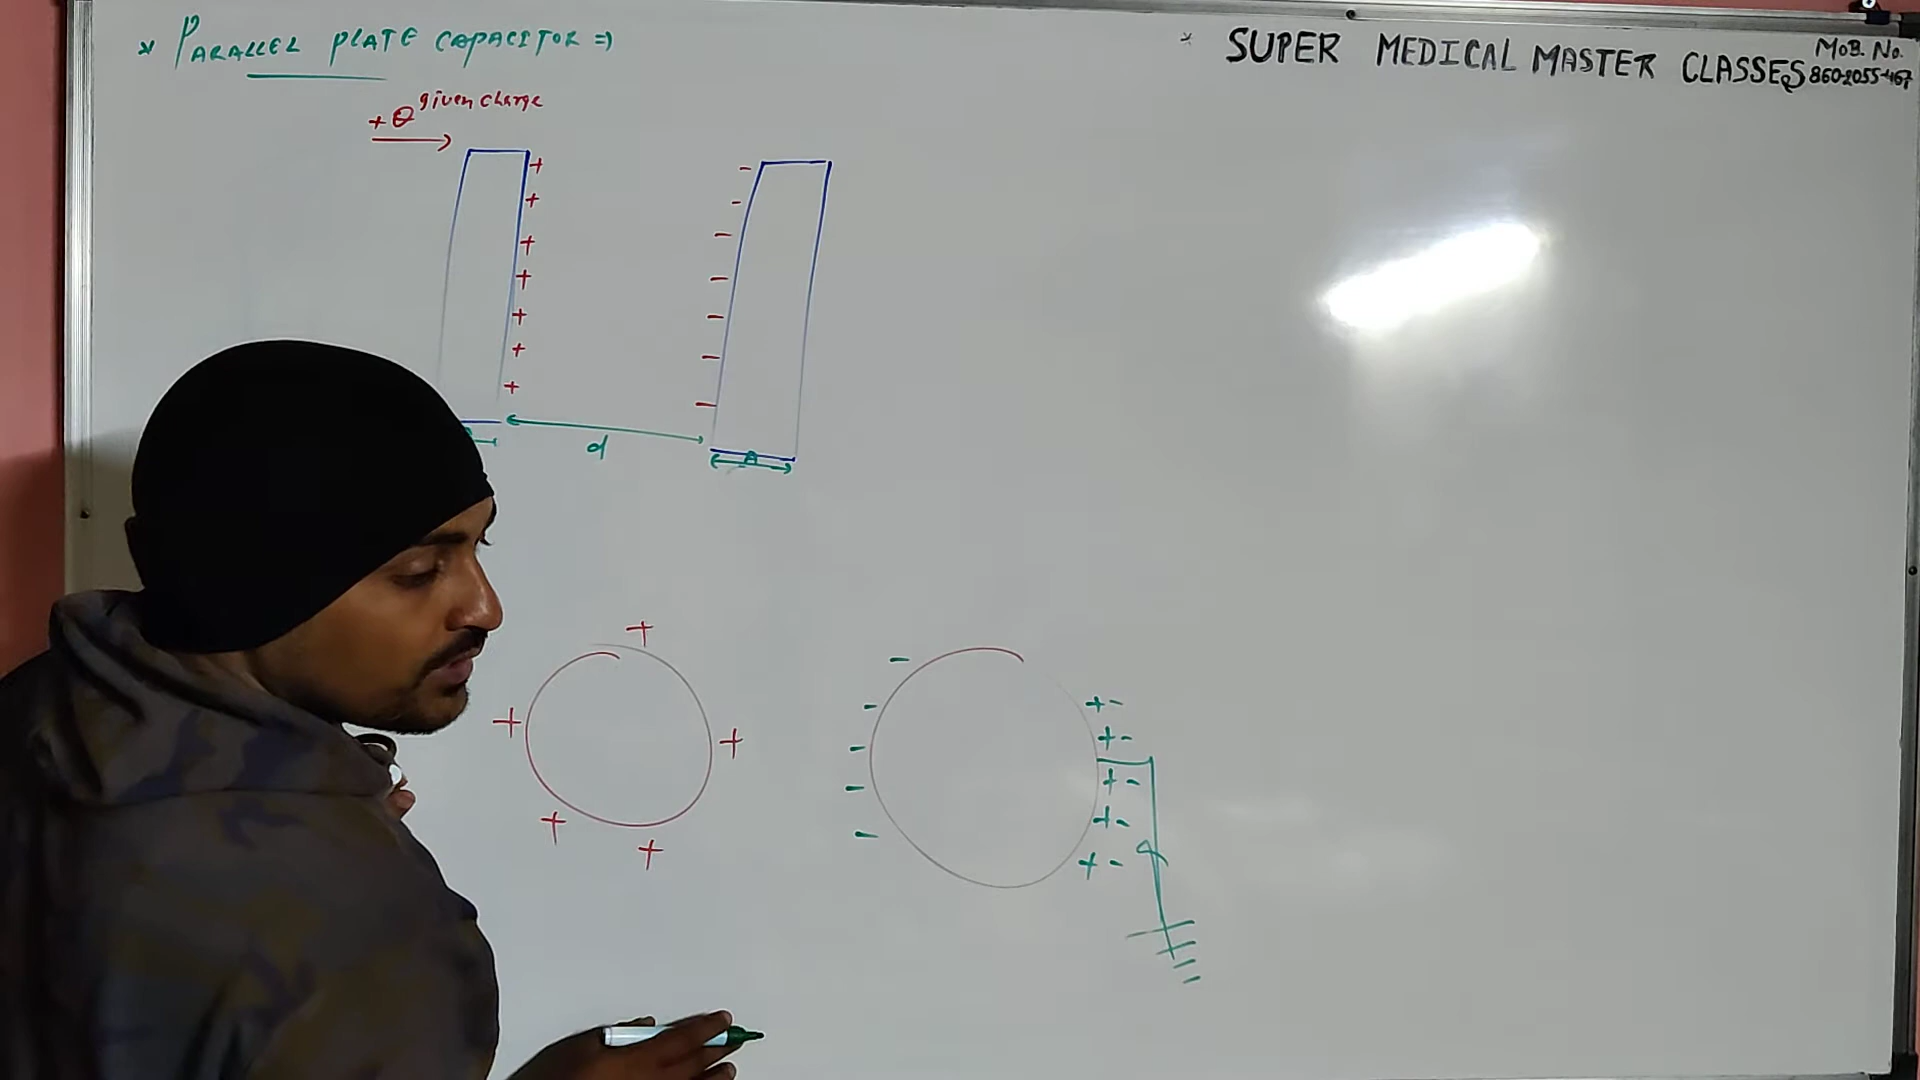 * PARALLEL PLATE CAPACITOR ⇒
* SUPER MEDICAL MASTER CLASSES
MOB. No.
860-2055-467
+Q given charge
+ -
+ -
+ -
+ -
+ -
+ -
+ -
d
A
+
-
+ - + -
+ - + -
+ - + -
- + -
+ - + -
+